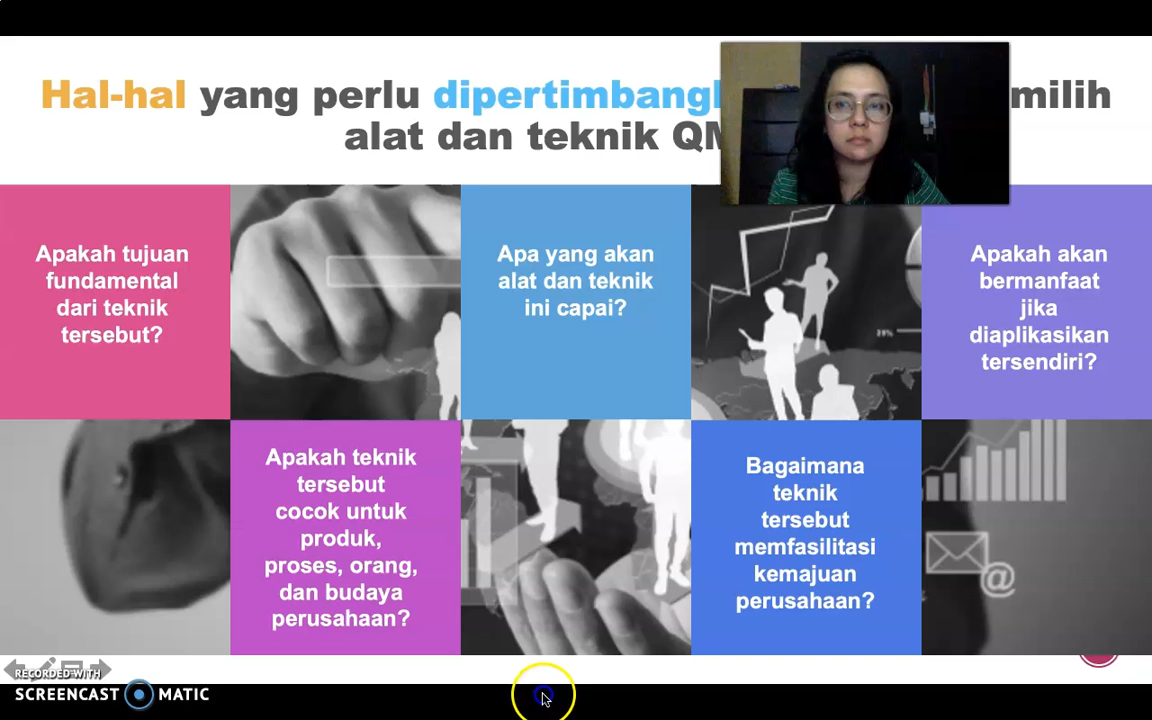 Hal-hal yang perlu milih
alat dan teknik
Apakah tujuan
fundamental
dari teknik
tersebut?
Apa yang akan
alat dan teknik
ini capai?
Apakah akan
bermanfaat
jika
diaplikasikan
tersendiri?
Apakah teknik
tersebut
cocok untuk
produk,
proses, orang,
dan budaya
perusahaan?
Bagaimana
teknik
tersebut
memfasilitasi
kemajuan
perusahaan?
@
RECORDED WITH
SCREENCAST MATIC